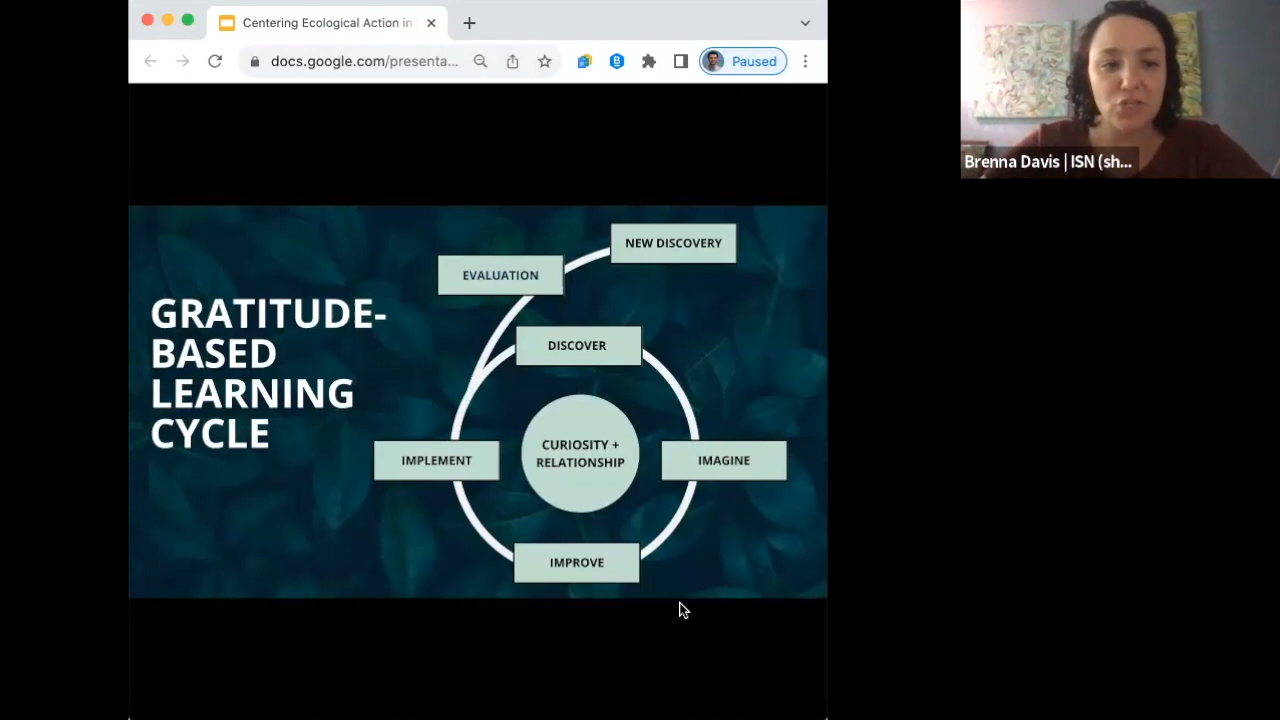 Centering Ecological Action in
docs.google.com/presenta...
Paused
Brenna Davis | ISN (sh...
GRATITUDE-
BASED
LEARNING
CYCLE
NEW DISCOVERY
EVALUATION
DISCOVER
CURIOSITY +
RELATIONSHIP
IMPLEMENT
IMAGINE
IMPROVE